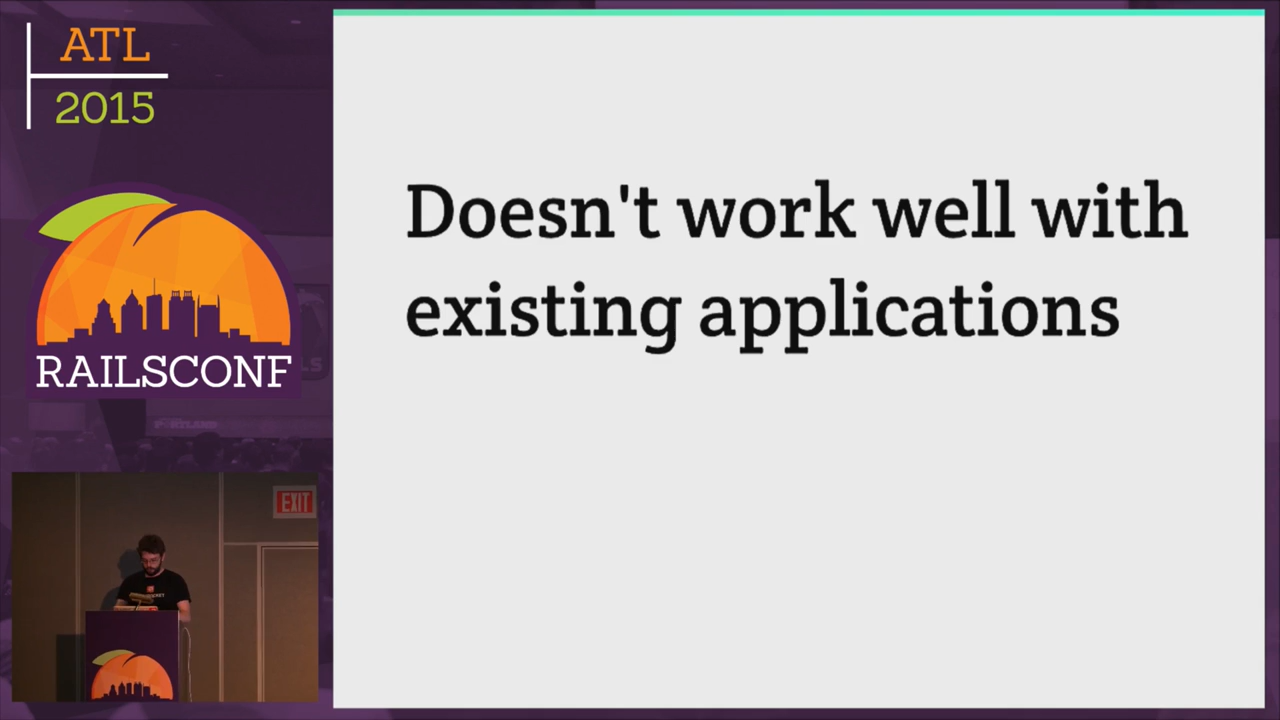 ATL
2015
RAILSCONF
EXIT
Doesn't work well with
existing applications